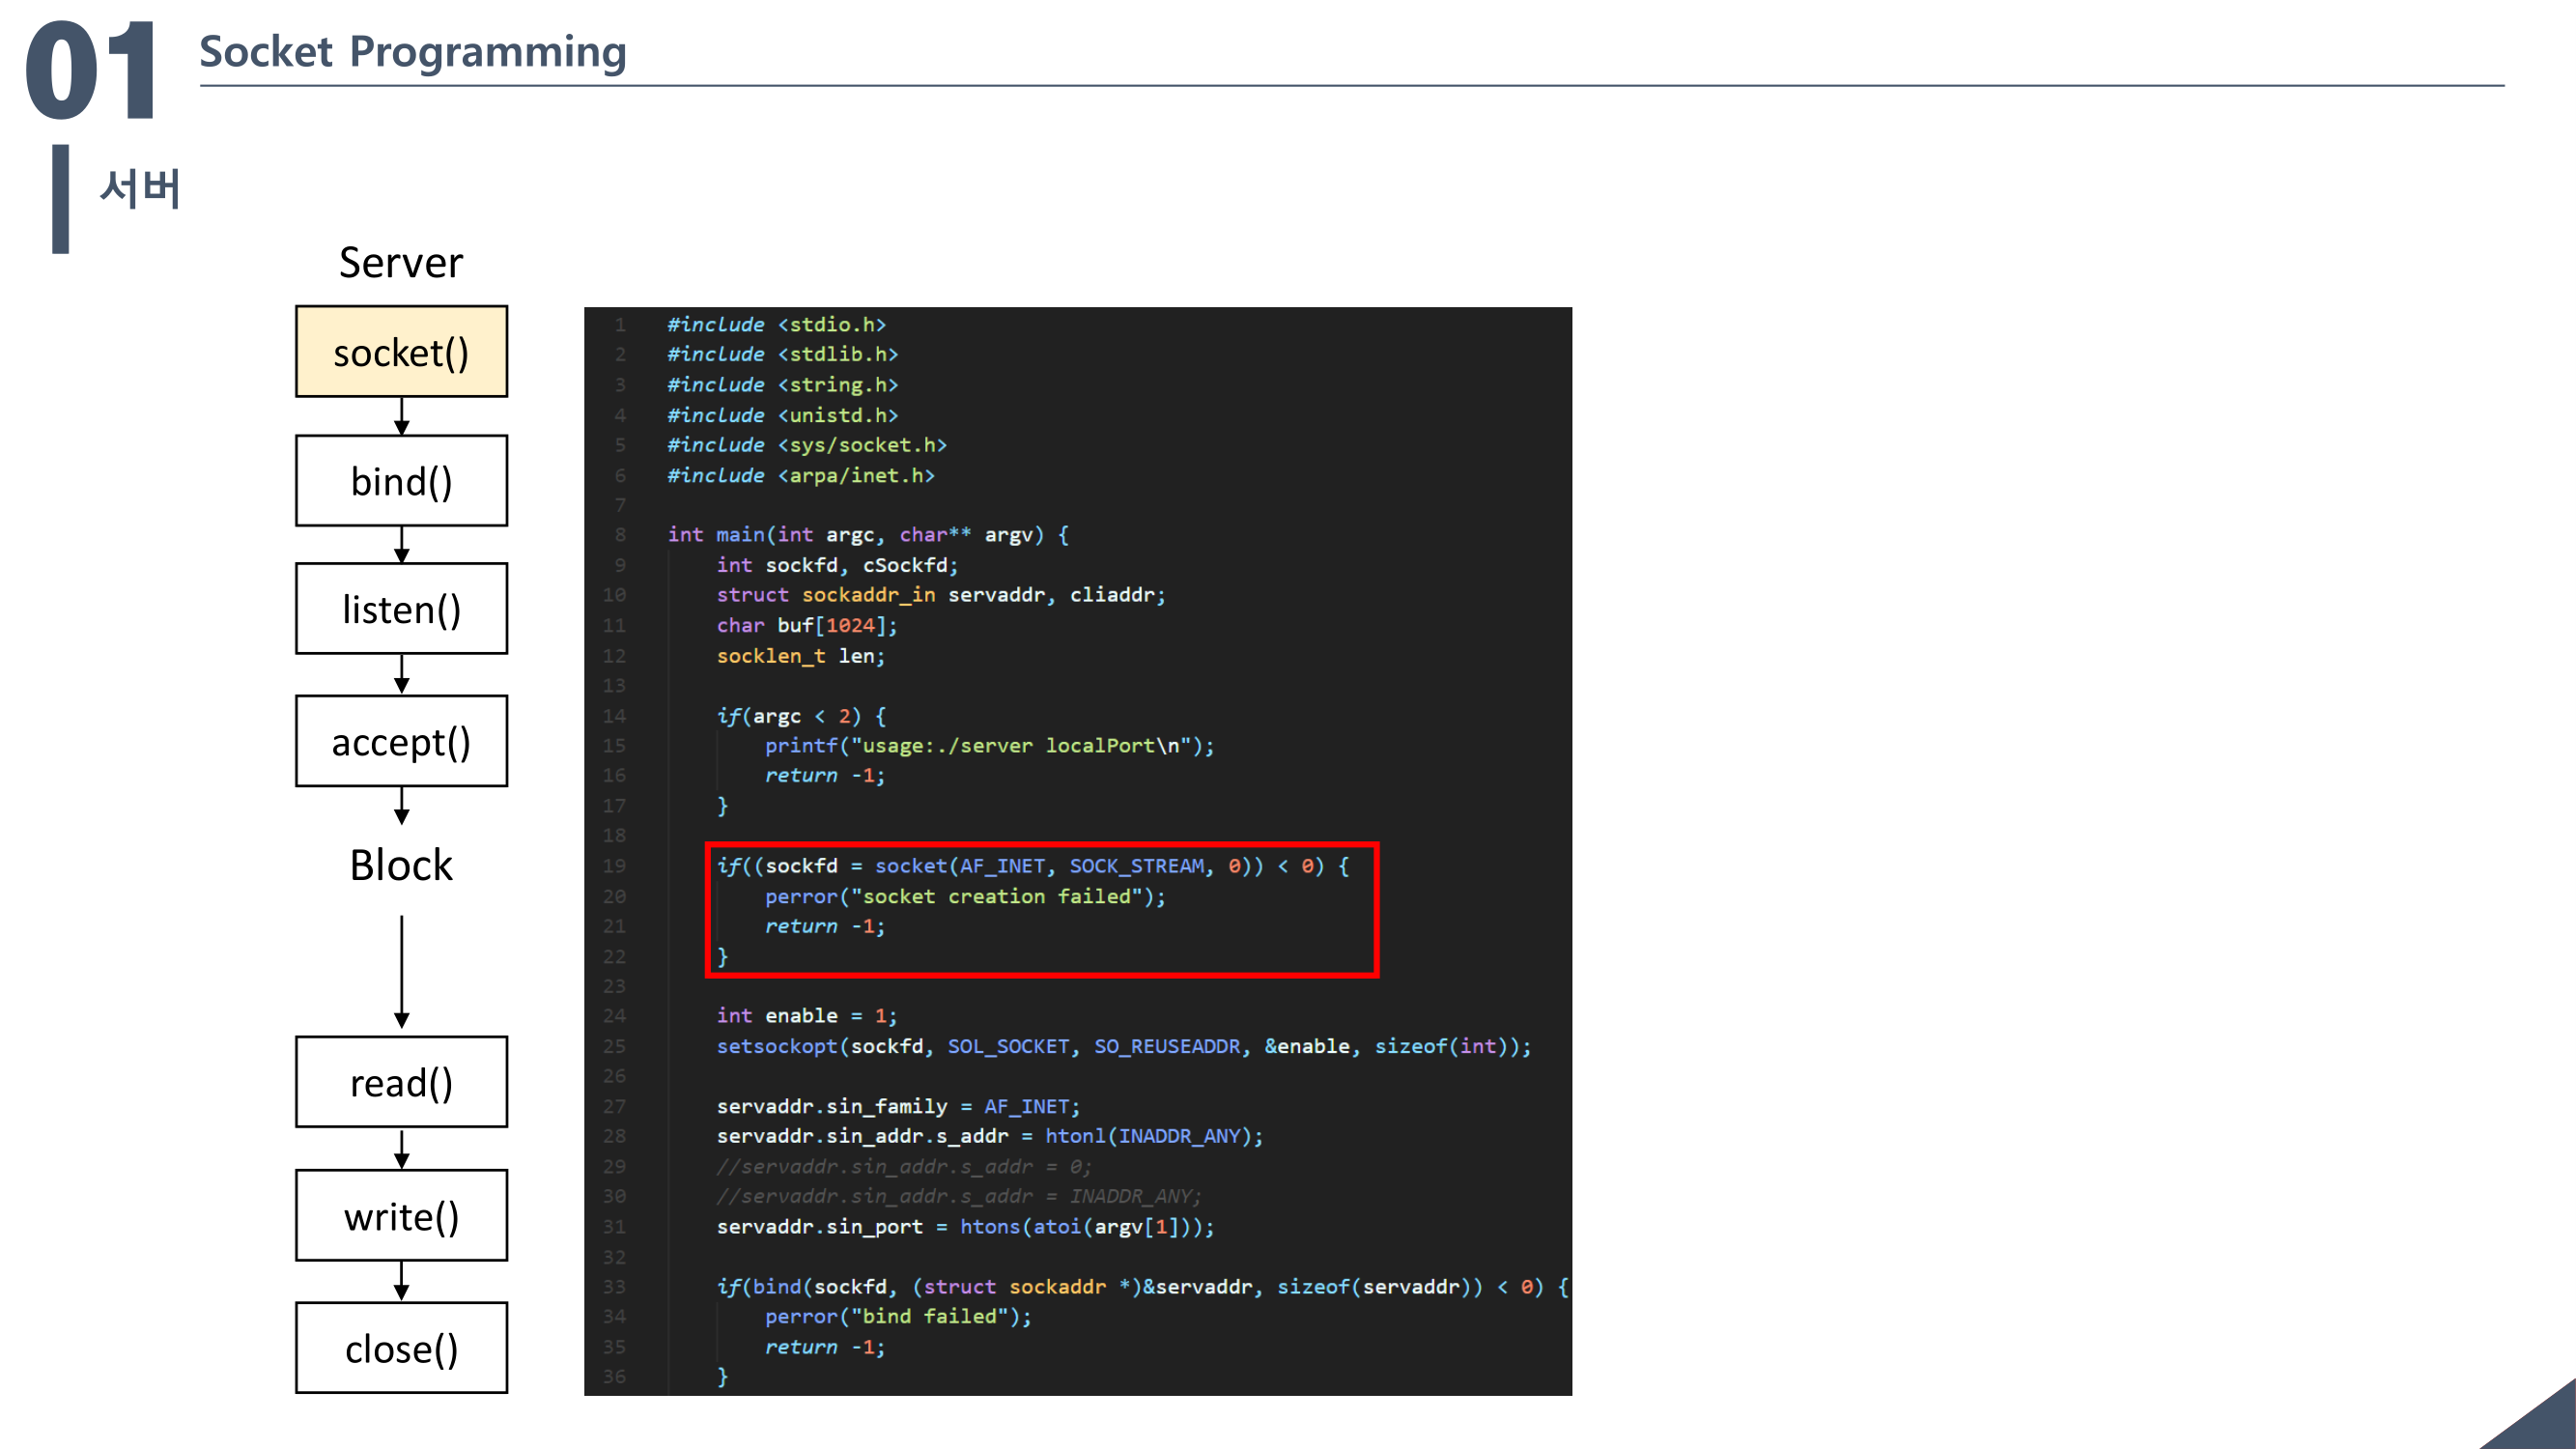 01
Socket Programming
서버
Server
socket()
bind()
listen()
accept()
Block
read()
write()
close()
1 #include <stdio.h>
2 #include <stdlib.h>
3 #include <string.h>
4 #include <unistd.h>
5 #include <sys/socket.h>
6 #include <arpa/inet.h>
7
8 int main(int argc, char** argv) {
9     int sockfd, cSockfd;
10     struct sockaddr_in servaddr, cliaddr;
11     char buf[1024];
12     socklen_t len;
13
14     if(argc < 2) {
15         printf("usage:./server localPort\n");
16         return -1;
17     }
18
19     if((sockfd = socket(AF_INET, SOCK_STREAM, 0)) < 0) {
20         perror("socket creation failed");
21         return -1;
22     }
23
24     int enable = 1;
25     setsockopt(sockfd, SOL_SOCKET, SO_REUSEADDR, &enable, sizeof(int));
26
27     servaddr.sin_family = AF_INET;
28     servaddr.sin_addr.s_addr = htonl(INADDR_ANY);
29     //servaddr.sin_addr.s_addr = 0;
30     //servaddr.sin_addr.s_addr = INADDR_ANY;
31     servaddr.sin_port = htons(atoi(argv[1]));
32
33     if(bind(sockfd, (struct sockaddr *)&servaddr, sizeof(servaddr)) < 0) {
34         perror("bind failed");
35         return -1;
36     }